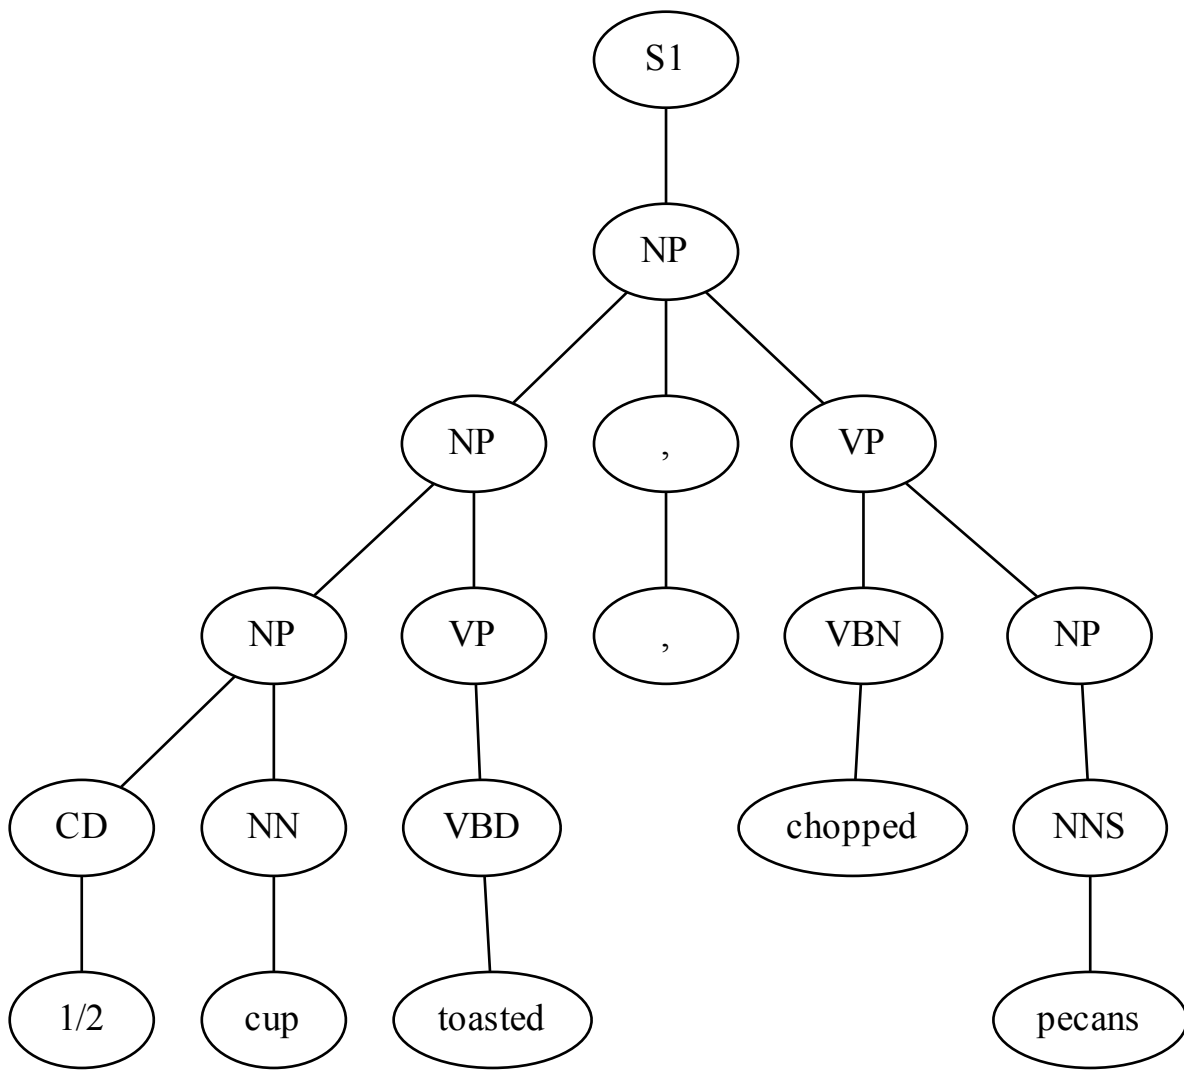 S1
NP
NP , VP
NP VP , VBN NP
CD NN VBD chopped NNS
1/2 cup toasted pecans